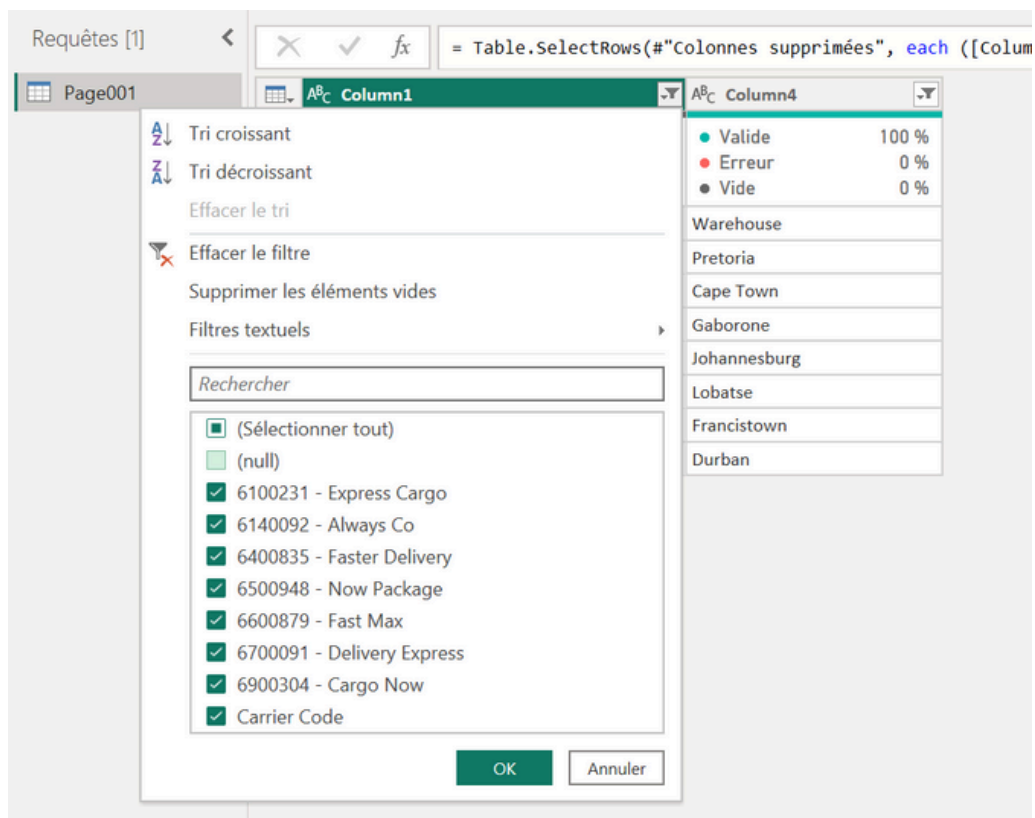 Requêtes [1]
fx
= Table.SelectRows(#"Colonnes supprimées", each ([Colum
Page001
ABC Column1
ABC Column4
Tri croissant
Tri décroissant
Effacer le tri
Effacer le filtre
Supprimer les éléments vides
Filtres textuels
Rechercher
(Sélectionner tout)
(null)
6100231 - Express Cargo
6140092 - Always Co
6400835 - Faster Delivery
6500948 - Now Package
6600879 - Fast Max
6700091 - Delivery Express
6900304 - Cargo Now
Carrier Code
OK
Annuler
Valide 100 %
Erreur 0 %
Vide 0 %
Warehouse
Pretoria
Cape Town
Gaborone
Johannesburg
Lobatse
Francistown
Durban